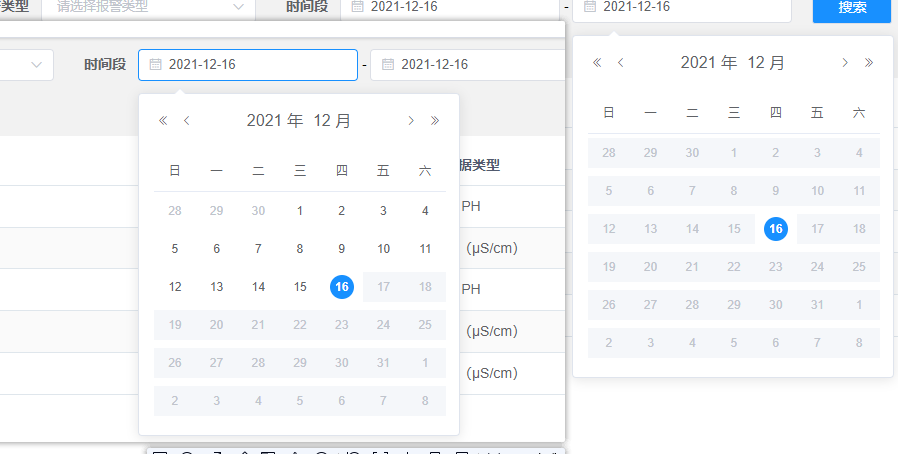 类型 请选择报警类型 时间段 2021-12-16 - 2021-12-16 搜索
时间段 2021-12-16 - 2021-12-16
2021 年 12 月
日 一 二 三 四 五 六
28 29 30 1 2 3 4
5 6 7 8 9 10 11
12 13 14 15 16 17 18
19 20 21 22 23 24 25
26 27 28 29 30 31 1
2 3 4 5 6 7 8
据类型
PH
(μS/cm)
PH
(μS/cm)
(μS/cm)
2021 年 12 月
日 一 二 三 四 五 六
28 29 30 1 2 3 4
5 6 7 8 9 10 11
12 13 14 15 16 17 18
19 20 21 22 23 24 25
26 27 28 29 30 31 1
2 3 4 5 6 7 8